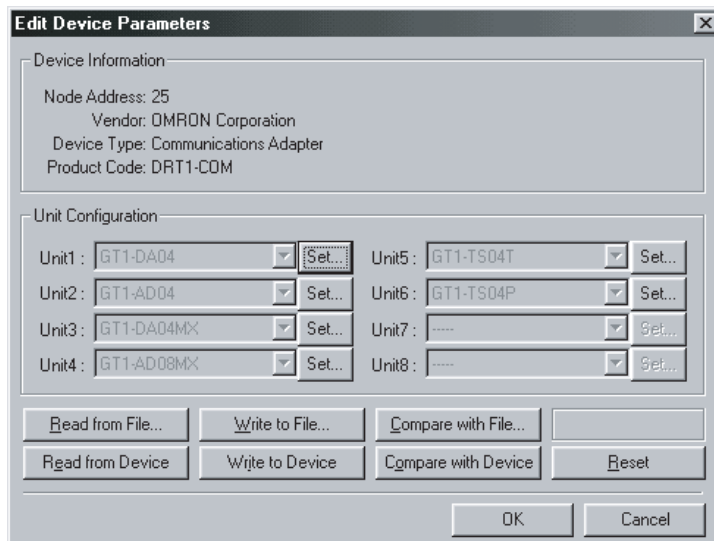 Edit Device Parameters
Device Information
Node Address: 25
Vendor: OMRON Corporation
Device Type: Communications Adapter
Product Code: DRT1-COM
Unit Configuration
Unit1 : GT1-DA04 Set... Unit5 : GT1-TS04T Set...
Unit2 : GT1-AD04 Set... Unit6 : GT1-TS04P Set...
Unit3 : GT1-DA04MX Set... Unit7 : ----- Set...
Unit4 : GT1-AD08MX Set... Unit8 : ----- Set...
Read from File... Write to File... Compare with File...
Read from Device Write to Device Compare with Device Reset
OK Cancel